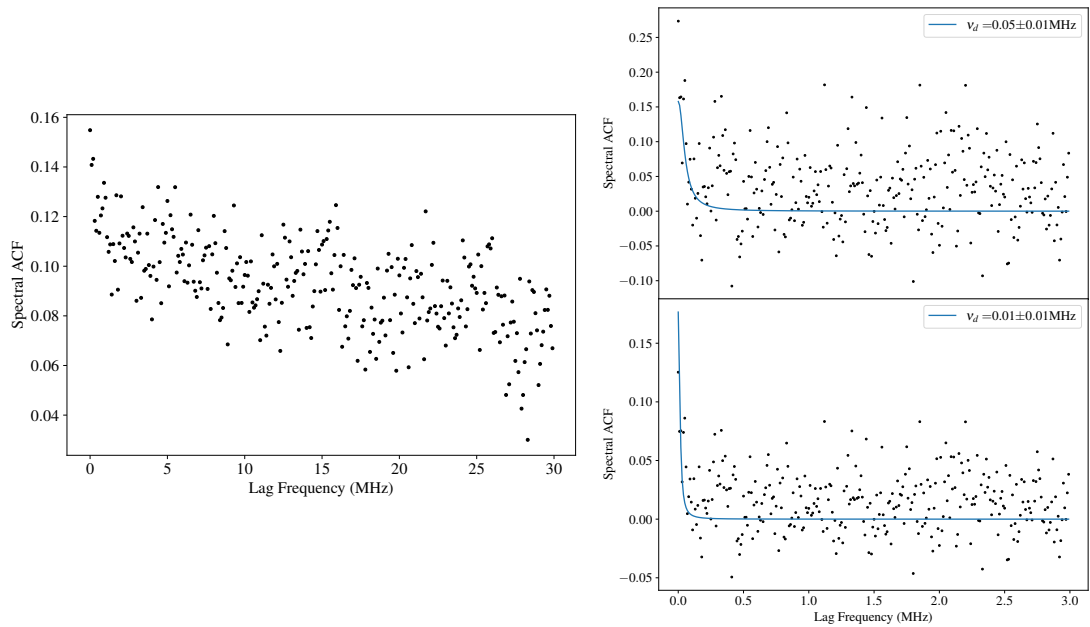 0.16
0.14
0.12
0.10
0.08
0.06
0.04
Spectral ACF
0 5 10 15 20 25 30
Lag Frequency (MHz)
ν_d =0.05±0.01MHz
0.25
0.20
0.15
0.10
0.05
0.00
−0.05
−0.10
Spectral ACF
ν_d =0.01±0.01MHz
0.15
0.10
0.05
0.00
−0.05
Spectral ACF
0.0 0.5 1.0 1.5 2.0 2.5 3.0
Lag Frequency (MHz)